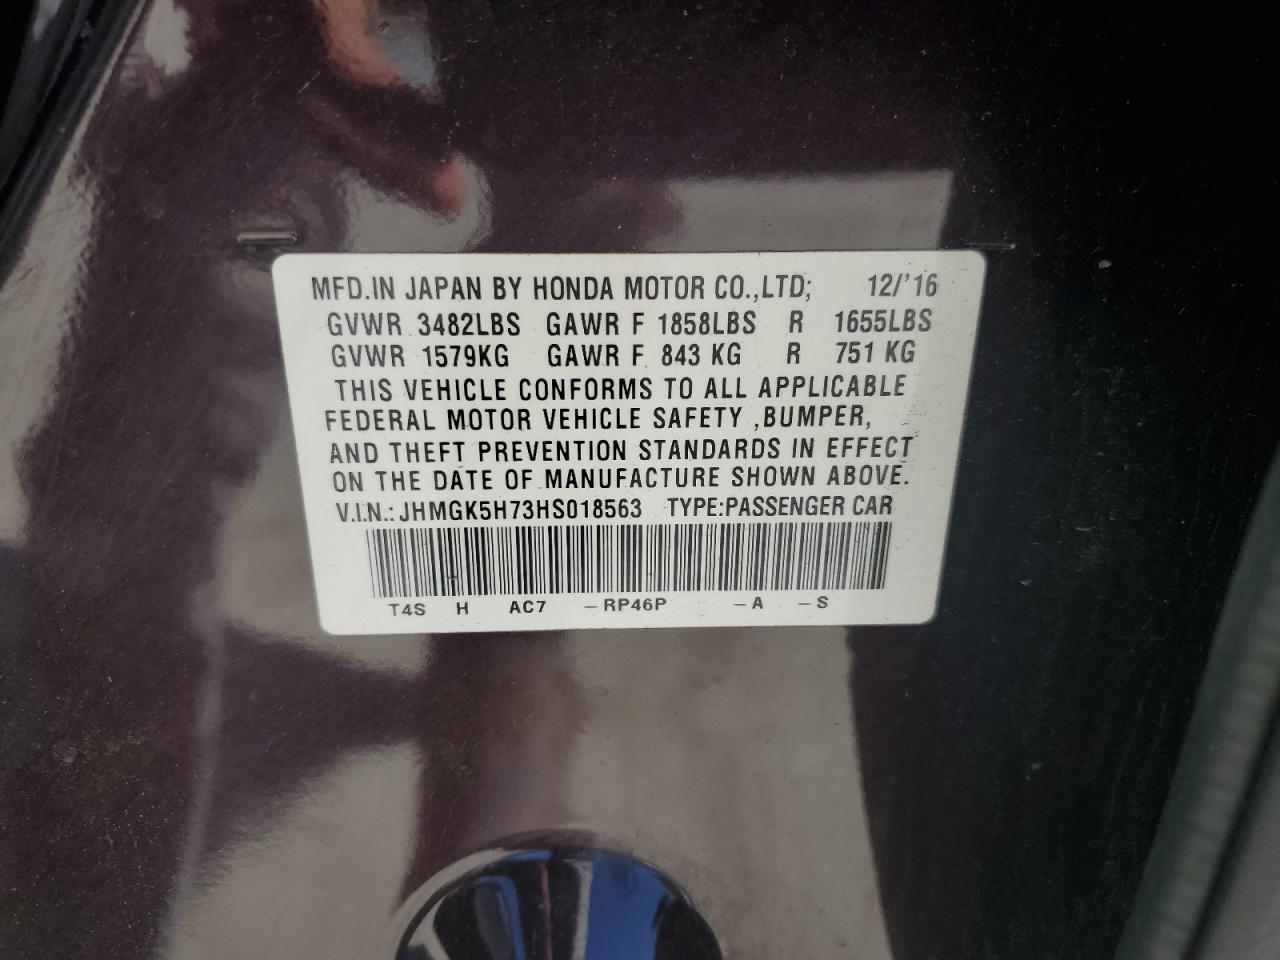 MFD.IN JAPAN BY HONDA MOTOR CO.,LTD; 12/'16
GVWR 3482LBS GAWR F 1858LBS R 1655LBS
GVWR 1579KG GAWR F 843 KG R 751 KG
THIS VEHICLE CONFORMS TO ALL APPLICABLE
FEDERAL MOTOR VEHICLE SAFETY ,BUMPER,
AND THEFT PREVENTION STANDARDS IN EFFECT
ON THE DATE OF MANUFACTURE SHOWN ABOVE.
V.I.N.: JHMGK5H73HS018563 TYPE:PASSENGER CAR
T4S H AC7 –RP46P –A –S